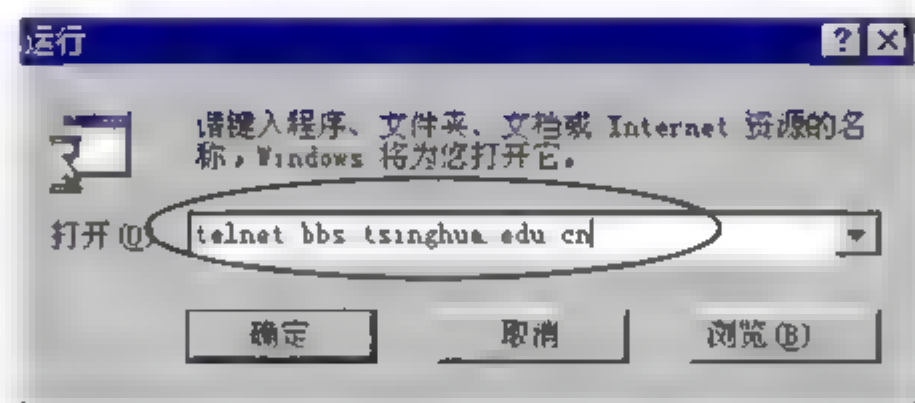 运行
请键入程序、文件夹、文档或 Internet 资源的名
称，Windows 将为您打开它。
打开(O) telnet bbs tsinghua edu cn
确定 取消 浏览(B)